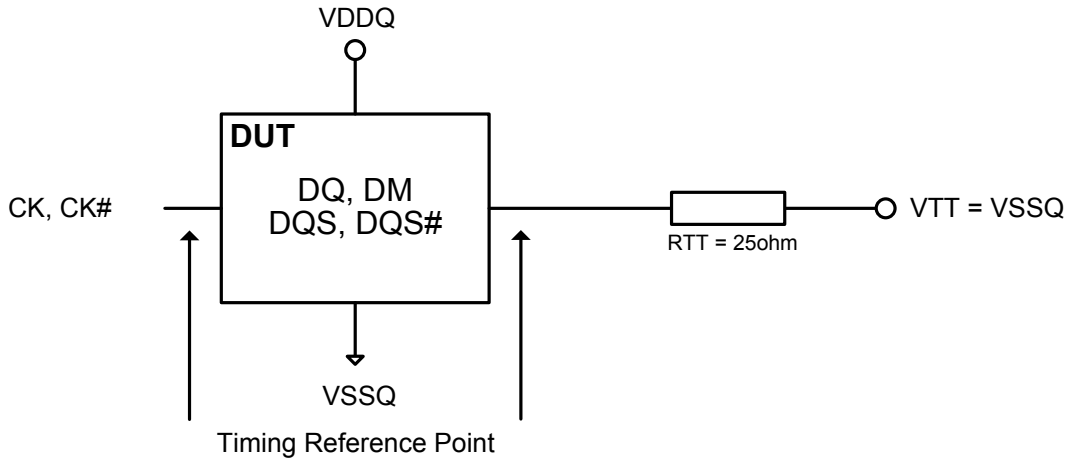 VDDQ
DUT
DQ, DM
DQS, DQS#
CK, CK#
VTT = VSSQ
RTT = 25ohm
VSSQ
Timing Reference Point